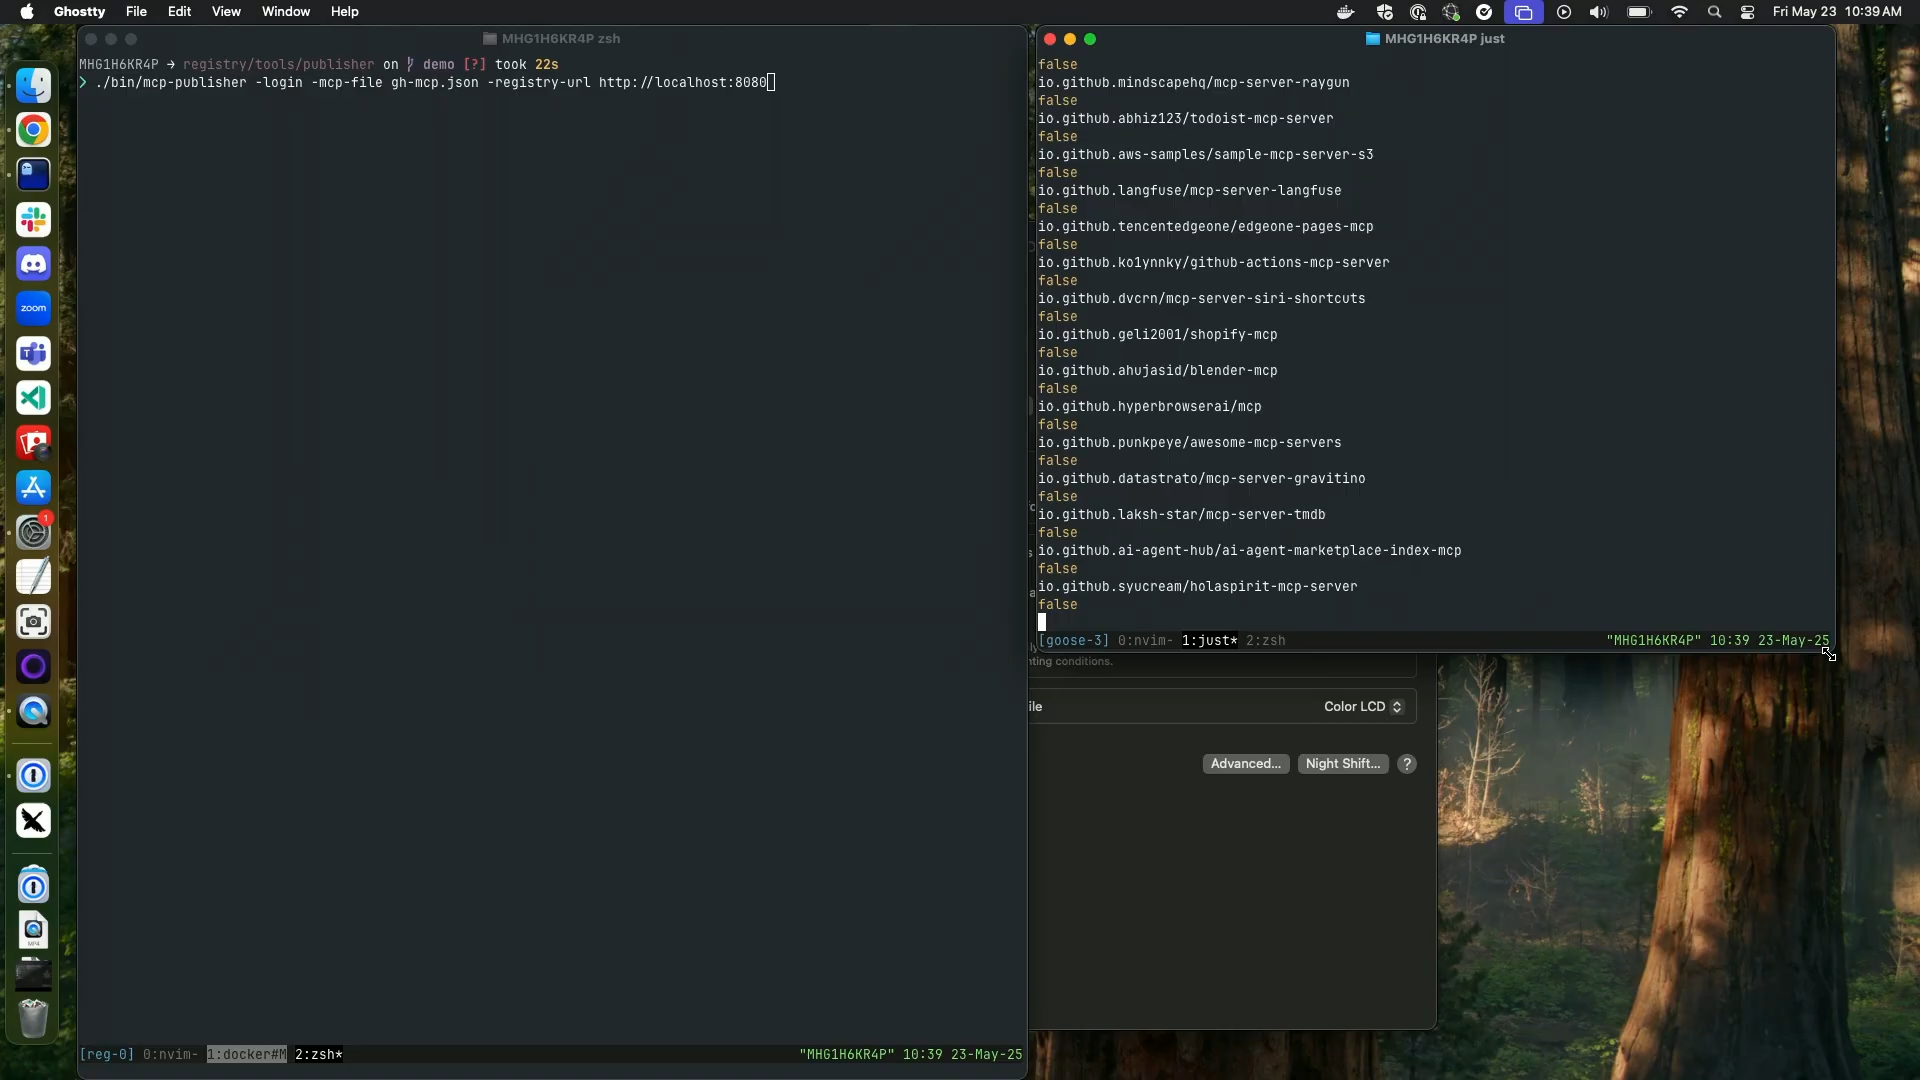 Ghostty File Edit View Window Help
Fri May 23 10:39 AM
MHG1H6KR4P zsh
MHG1H6KR4P → registry/tools/publisher on demo [?] took 22s
❯ ./bin/mcp-publisher -login -mcp-file gh-mcp.json -registry-url http://localhost:8080
[reg-0] 0:nvim- 1:docker#M 2:zsh*
"MHG1H6KR4P" 10:39 23-May-25
MHG1H6KR4P just
false
io.github.mindscapehq/mcp-server-raygun
false
io.github.abhiz123/todoist-mcp-server
false
io.github.aws-samples/sample-mcp-server-s3
false
io.github.langfuse/mcp-server-langfuse
false
io.github.tencentedgeone/edgeone-pages-mcp
false
io.github.ko1ynnky/github-actions-mcp-server
false
io.github.dvcrn/mcp-server-siri-shortcuts
false
io.github.geli2001/shopify-mcp
false
io.github.ahujasid/blender-mcp
false
io.github.hyperbrowserai/mcp
false
io.github.punkpeye/awesome-mcp-servers
false
io.github.datastrato/mcp-server-gravitino
false
io.github.laksh-star/mcp-server-tmdb
false
io.github.ai-agent-hub/ai-agent-marketplace-index-mcp
false
io.github.syucream/holaspirit-mcp-server
false
[goose-3] 0:nvim- 1:just* 2:zsh
"MHG1H6KR4P" 10:39 23-May-25
nting conditions.
ile
Color LCD
Advanced...
Night Shift...
?
zoom
1
MP4